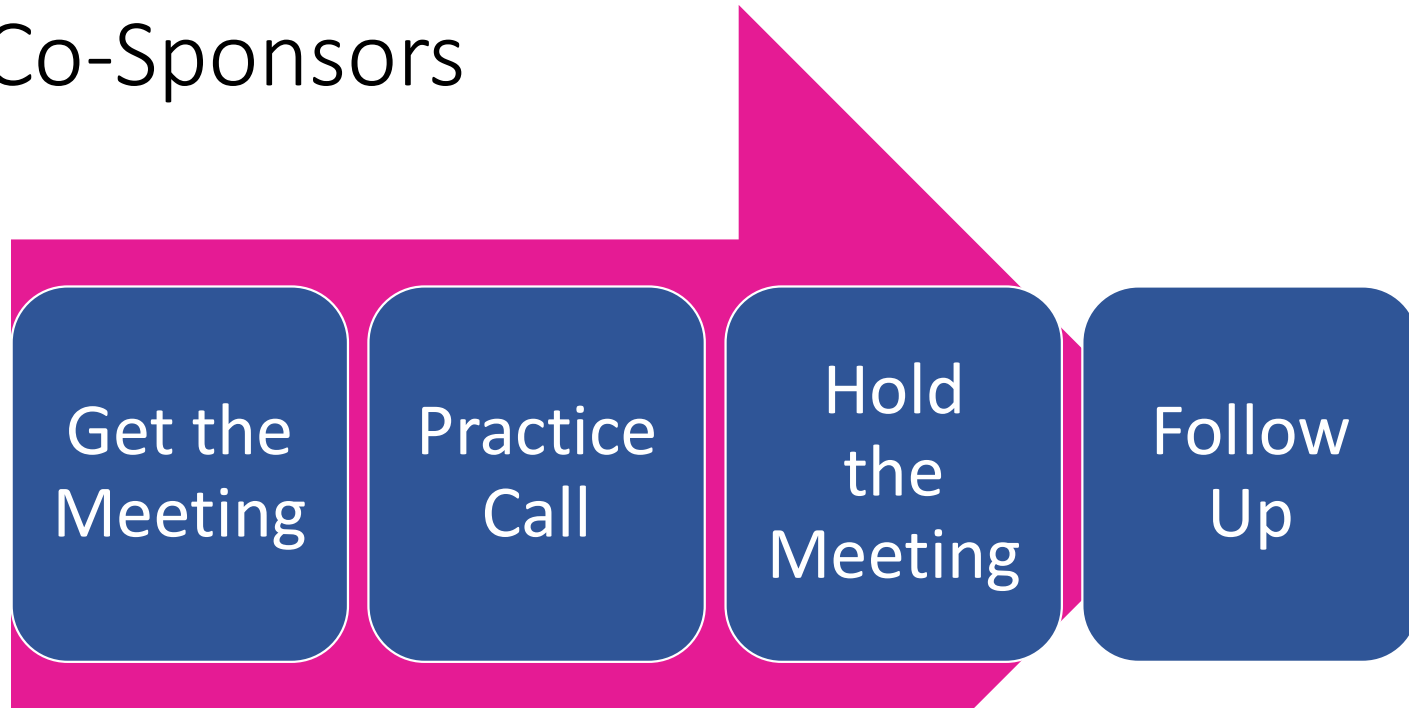 Co-Sponsors
Get the
Meeting
Practice
Call
Hold
the
Meeting
Follow
Up